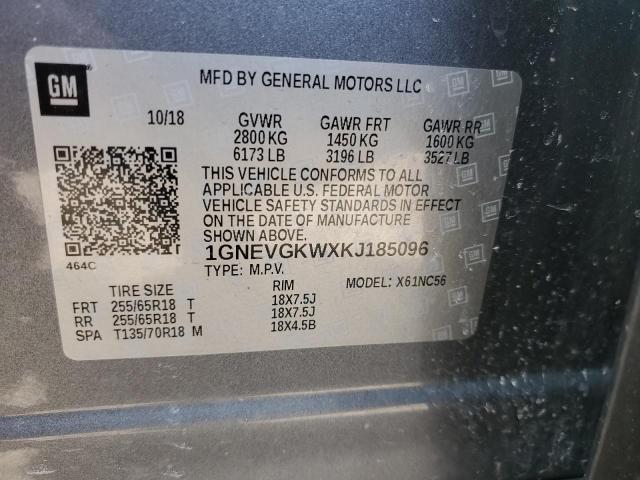 GM
MFD BY GENERAL MOTORS LLC
10/18 GVWR GAWR FRT GAWR RR
2800 KG 1450 KG 1600 KG
6173 LB 3196 LB 3527 LB
THIS VEHICLE CONFORMS TO ALL
APPLICABLE U.S. FEDERAL MOTOR
VEHICLE SAFETY STANDARDS IN EFFECT
ON THE DATE OF MANUFACTURE
SHOWN ABOVE.
464C
1GNEVGKWXKJ185096
TYPE: M.P.V. MODEL: X61NC56
TIRE SIZE RIM
FRT 255/65R18 T 18X7.5J
RR 255/65R18 T 18X7.5J
SPA T135/70R18 M 18X4.5B